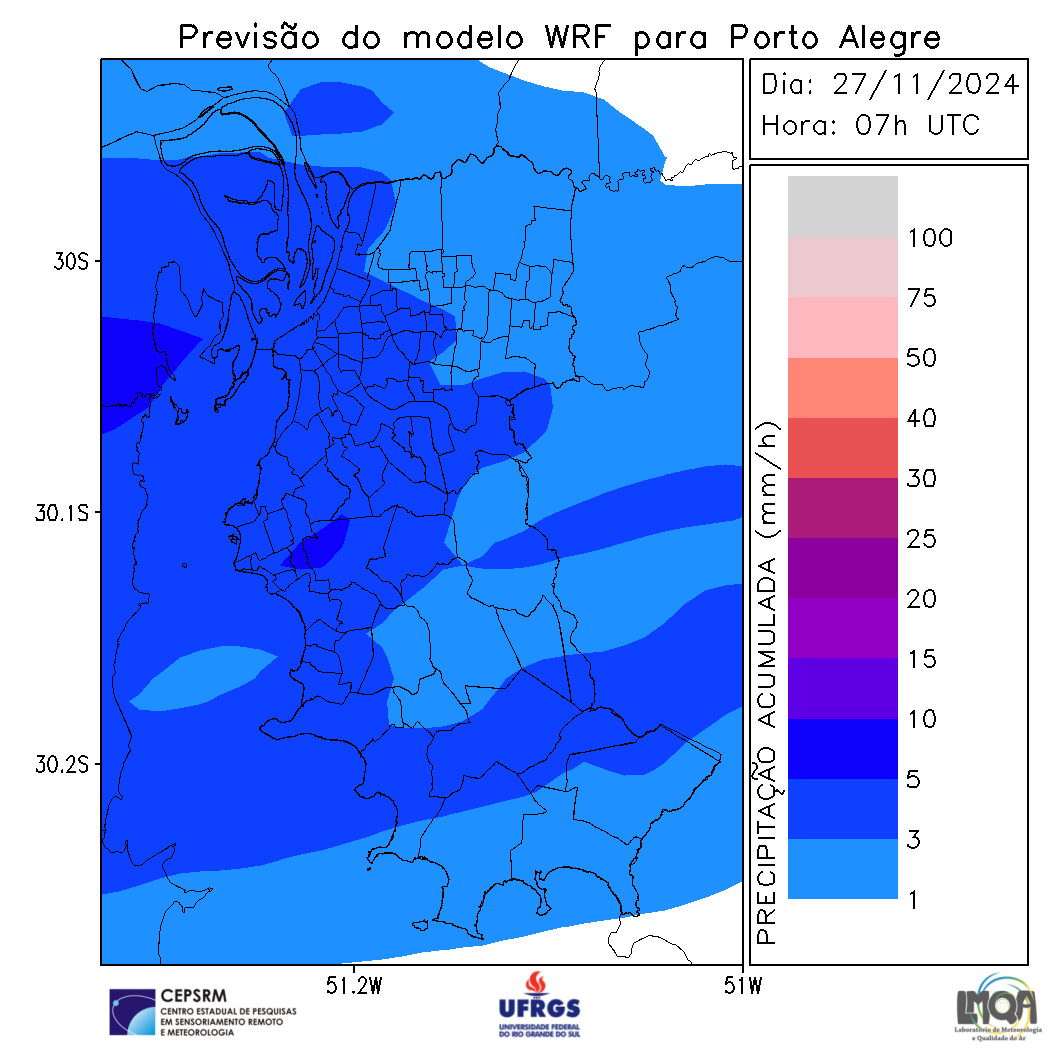 Previsão do modelo WRF para Porto Alegre
Dia: 27/11/2024
Hora: 07h UTC
100
75
50
40
30
25
20
15
10
5
3
1
PRECIPITAÇÃO ACUMULADA (mm/h)
30S
30.1S
30.2S
51.2W
51W
CEPSRM
CENTRO ESTADUAL DE PESQUISAS
EM SENSORIAMENTO REMOTO
E METEOROLOGIA
UFRGS
UNIVERSIDADE FEDERAL
DO RIO GRANDE DO SUL
LMQA
Laboratório de Meteorologia
e Qualidade do Ar